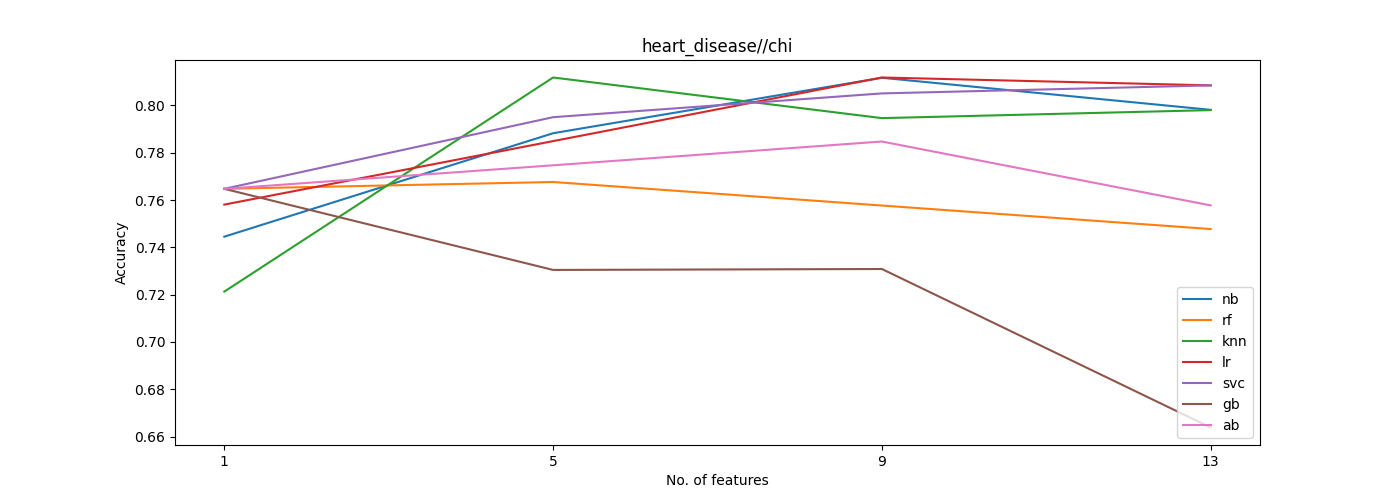 heart_disease//chi
Accuracy
0.80
0.78
0.76
0.74
0.72
0.70
0.68
0.66
1 5 9 13
No. of features
nb
rf
knn
lr
svc
gb
ab